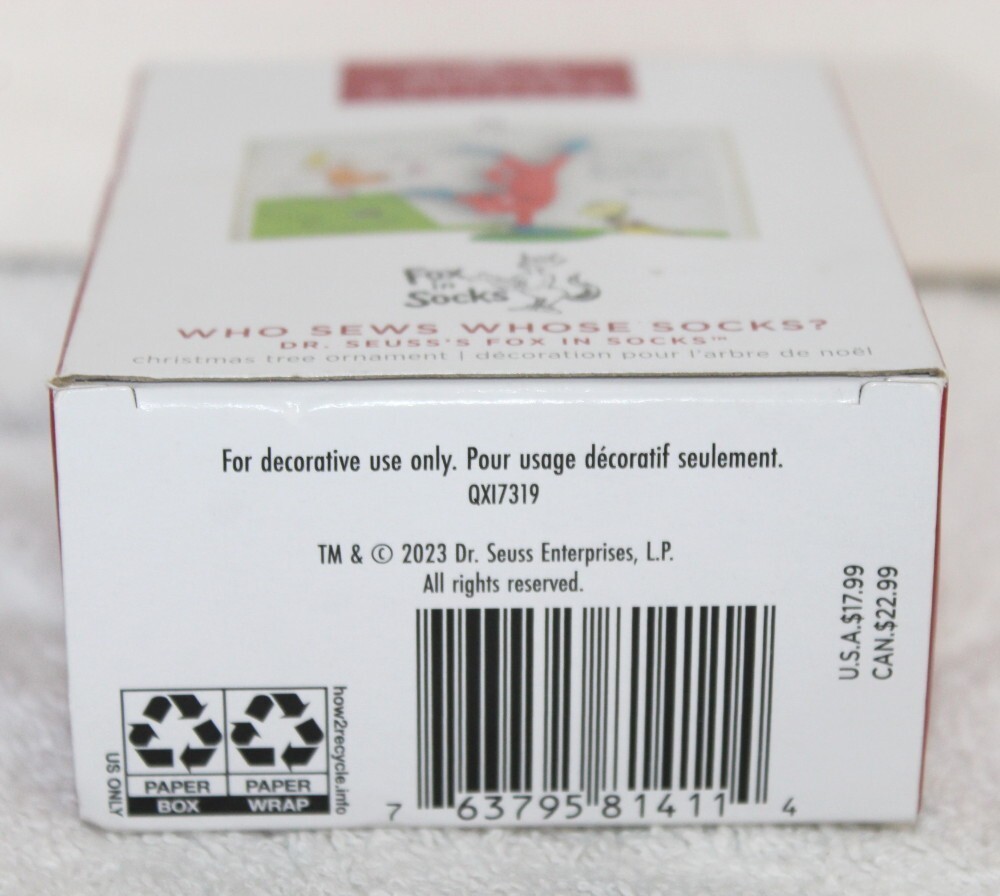 Fox
in
Socks
WHO SEWS WHOSE SOCKS?
DR. SEUSS'S FOX IN SOCKS™
christmas tree ornament | décoration pour l'arbre de noël
For decorative use only. Pour usage décoratif seulement.
QXI7319
TM & © 2023 Dr. Seuss Enterprises, L.P.
All rights reserved.
U.S.A.$17.99
CAN.$22.99
how2recycle.info
US ONLY
PAPER PAPER
BOX WRAP
7 63795 81411 4